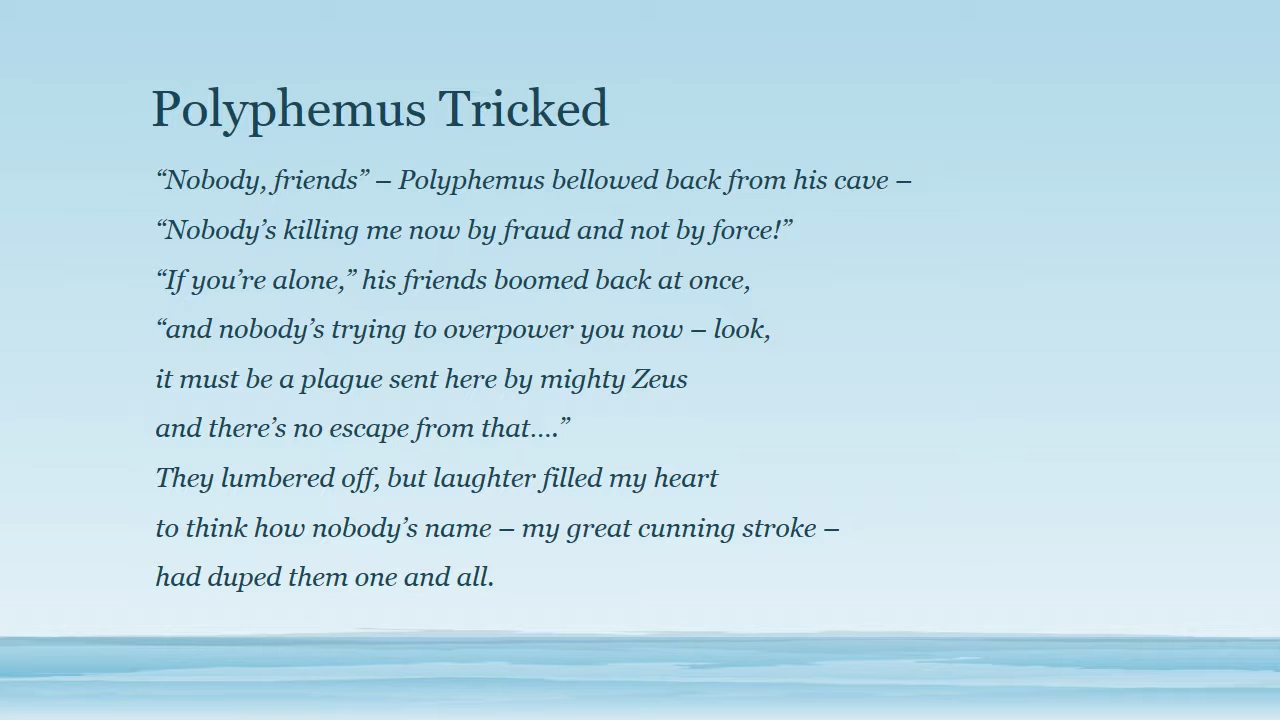 Polyphemus Tricked
“Nobody, friends” – Polyphemus bellowed back from his cave –
“Nobody’s killing me now by fraud and not by force!”
“If you’re alone,” his friends boomed back at once,
“and nobody’s trying to overpower you now – look,
it must be a plague sent here by mighty Zeus
and there’s no escape from that….”
They lumbered off, but laughter filled my heart
to think how nobody’s name – my great cunning stroke –
had duped them one and all.